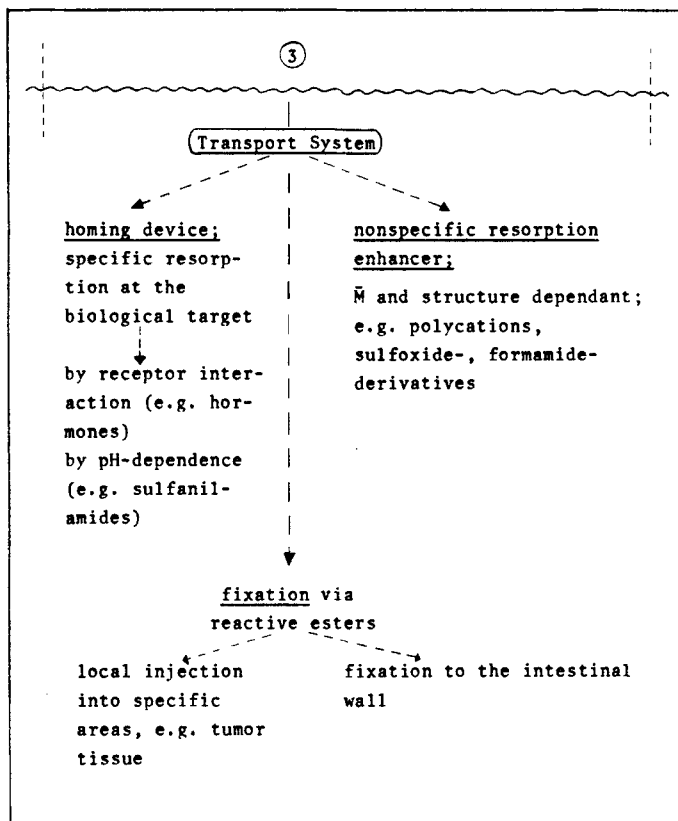 3
Transport System
homing device;
specific resorp-
tion at the
biological target
by receptor inter-
action (e.g. hor-
mones)
by pH-dependence
(e.g. sulfanil-
amides)
nonspecific resorption
enhancer;
M̄ and structure dependant;
e.g. polycations,
sulfoxide-, formamide-
derivatives
fixation via
reactive esters
local injection
into specific
areas, e.g. tumor
tissue
fixation to the intestinal
wall